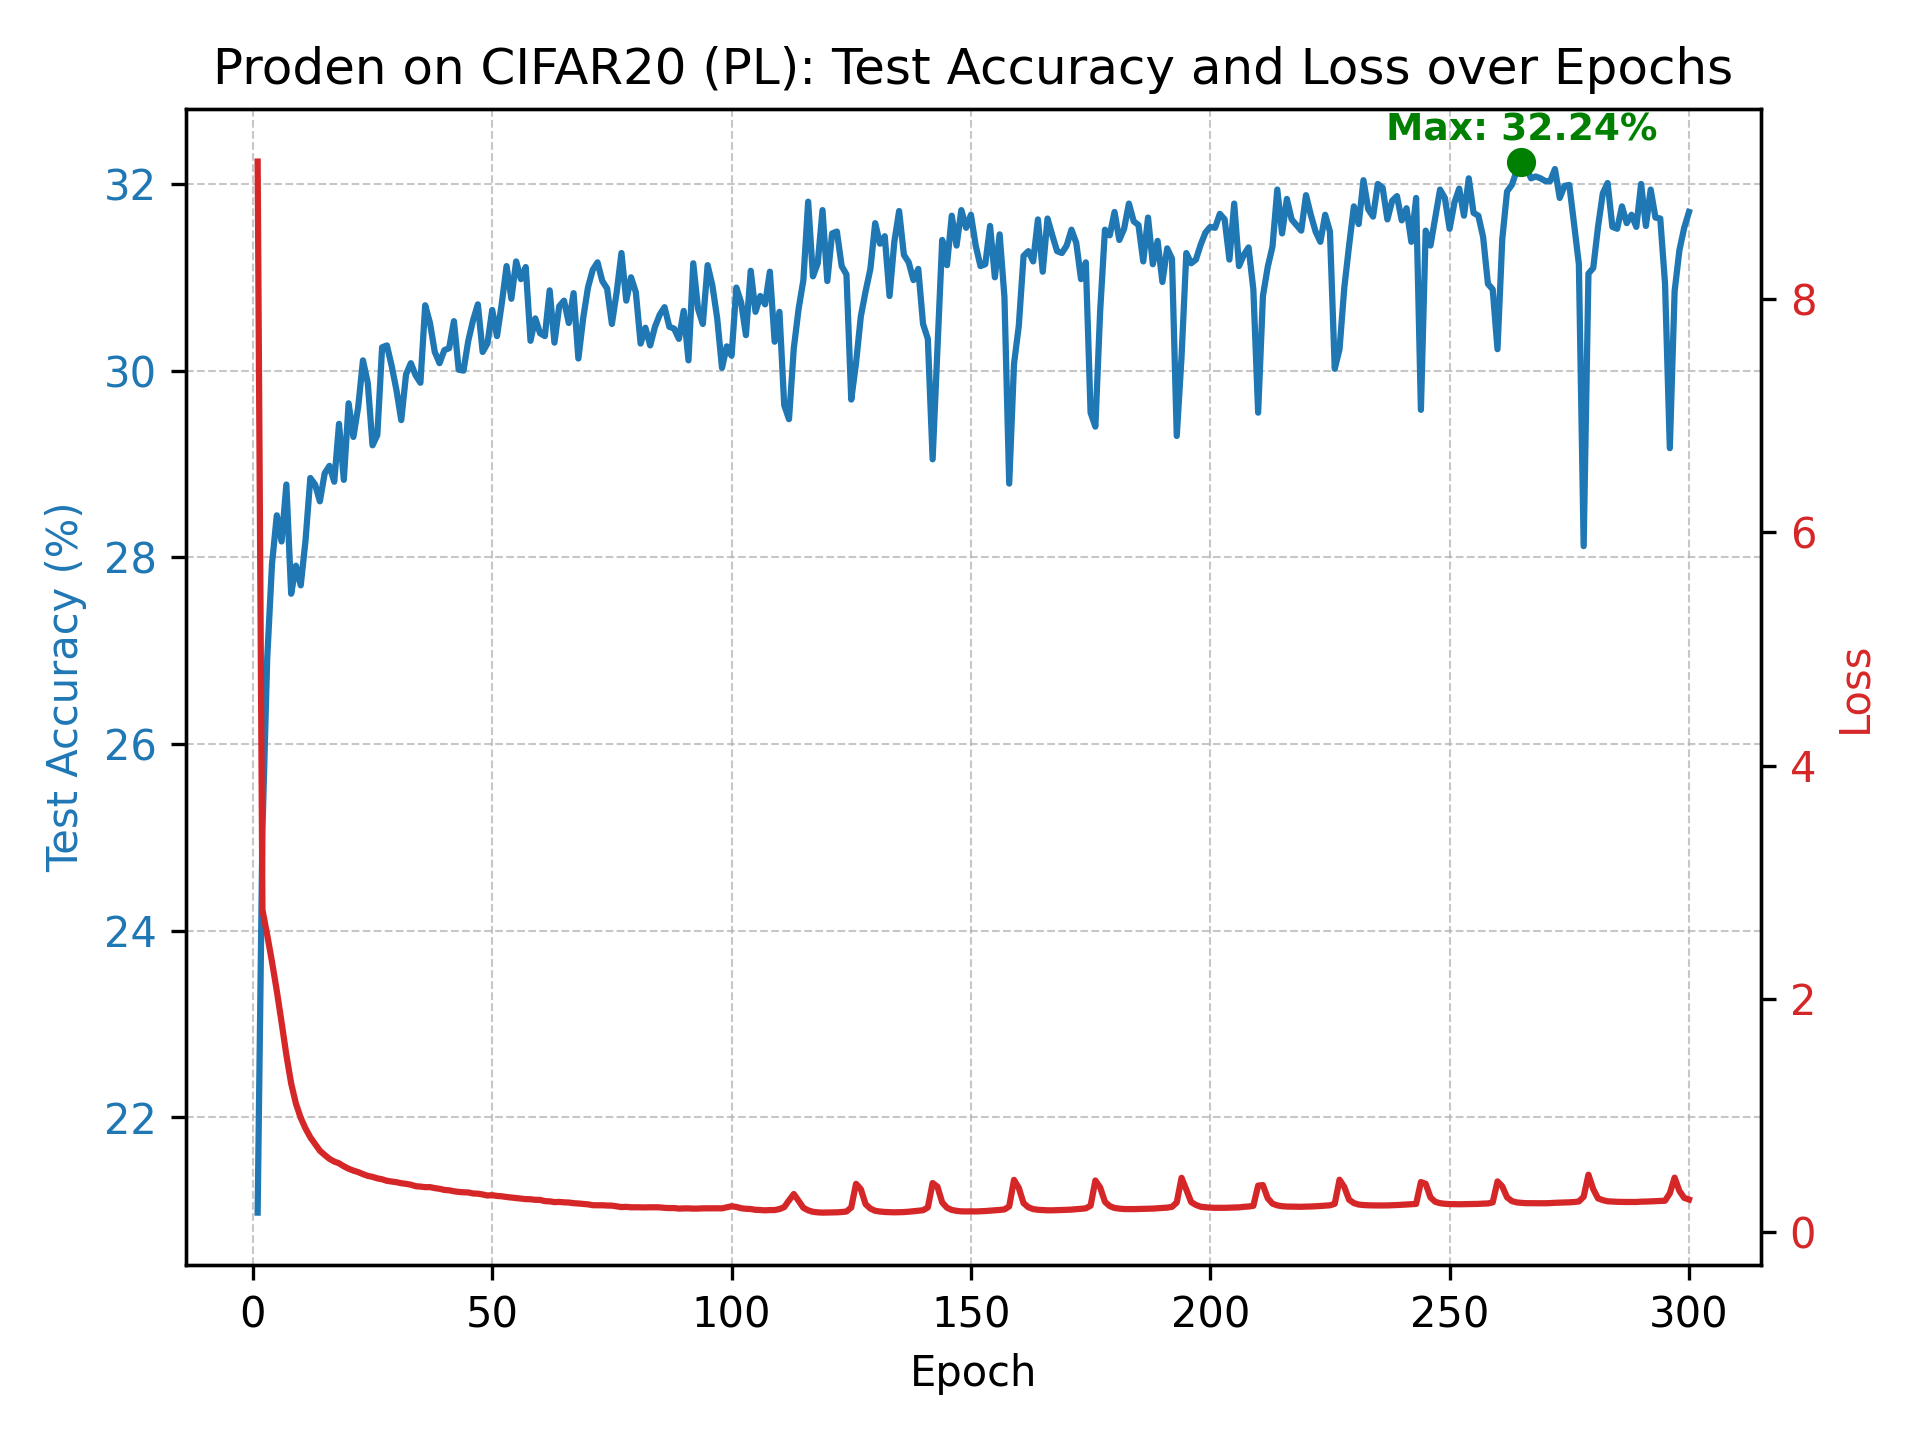 Proden on CIFAR20 (PL): Test Accuracy and Loss over Epochs
Max: 32.24%
Test Accuracy (%)
32
30
28
26
24
22
8
6
4
2
0
Loss
0 50 100 150 200 250 300
Epoch